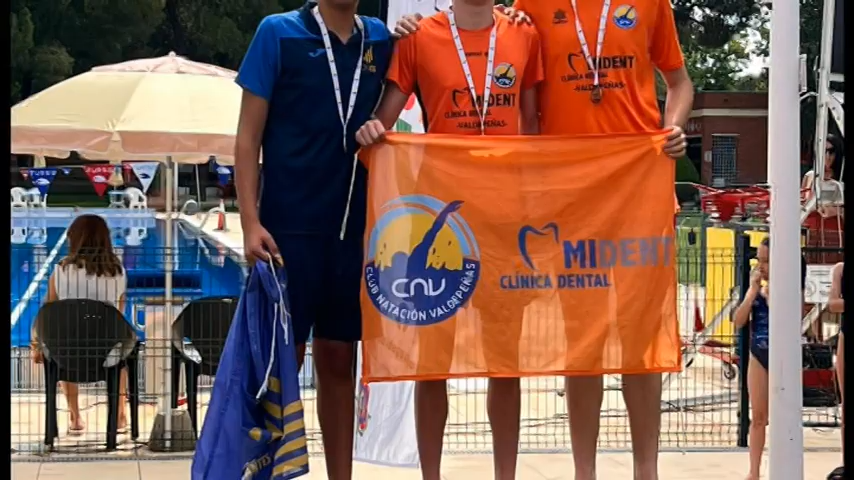 MIDENT
CLÍNICA
VALDEPEÑAS
MIDENT
CLÍNICA
VALDEPEÑAS
CNV
CLUB NATACIÓN VALDEPEÑAS
MIDENT
CLÍNICA DENTAL